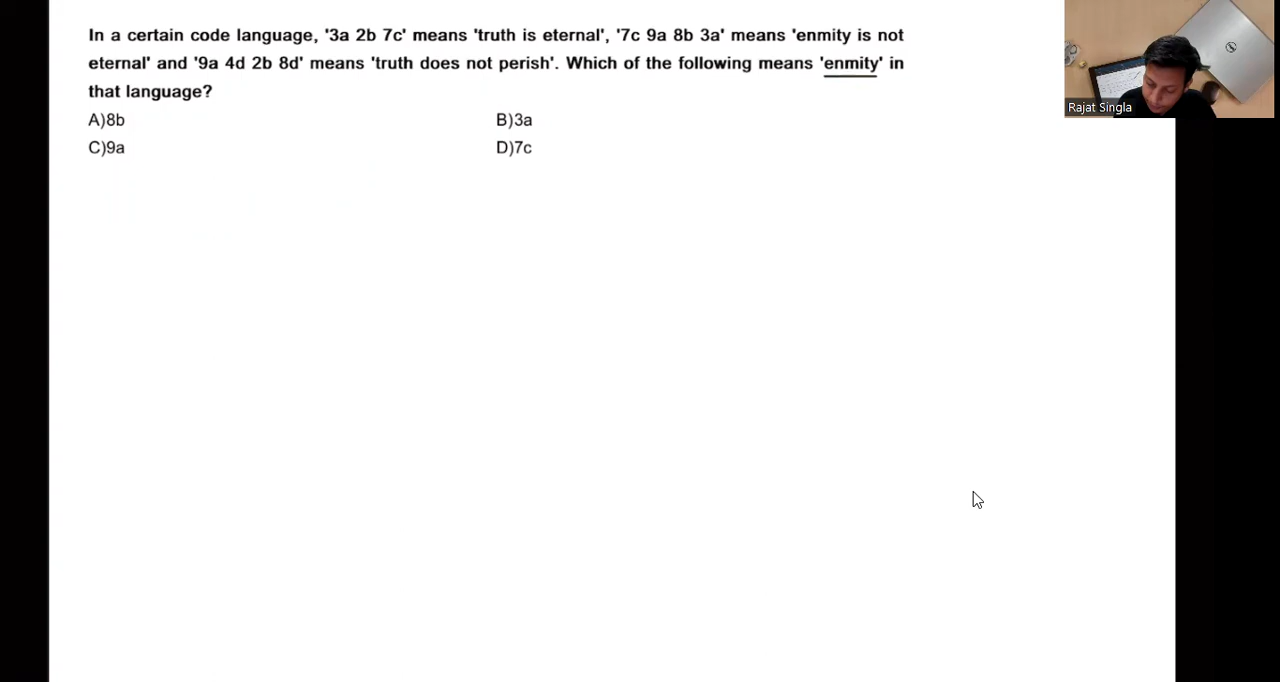 In a certain code language, '3a 2b 7c' means 'truth is eternal', '7c 9a 8b 3a' means 'enmity is not
eternal' and '9a 4d 2b 8d' means 'truth does not perish'. Which of the following means 'enmity' in
that language?
A)8b B)3a
C)9a D)7c
Rajat Singla